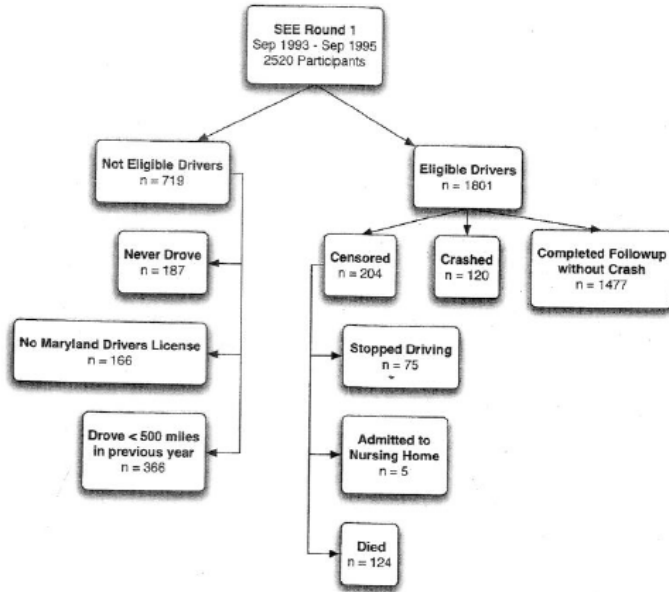 SEE Round 1
Sep 1993 - Sep 1995
2520 Participants
Not Eligible Drivers
n = 719
Eligible Drivers
n = 1801
Never Drove
n = 187
Censored
n = 204
Crashed
n = 120
Completed Followup
without Crash
n = 1477
No Maryland Drivers License
n = 166
Stopped Driving
n = 75
Drove < 500 miles
in previous year
n = 366
Admitted to
Nursing Home
n = 5
Died
n = 124